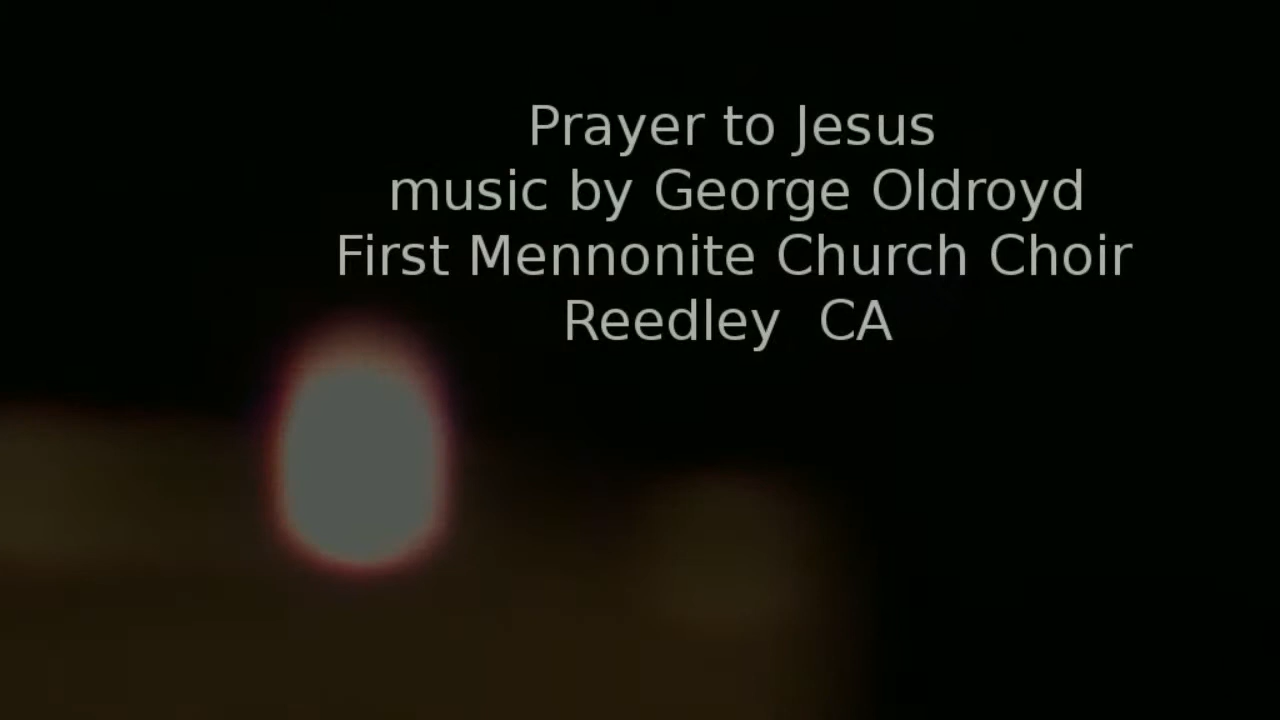 Prayer to Jesus
music by George Oldroyd
First Mennonite Church Choir
Reedley  CA